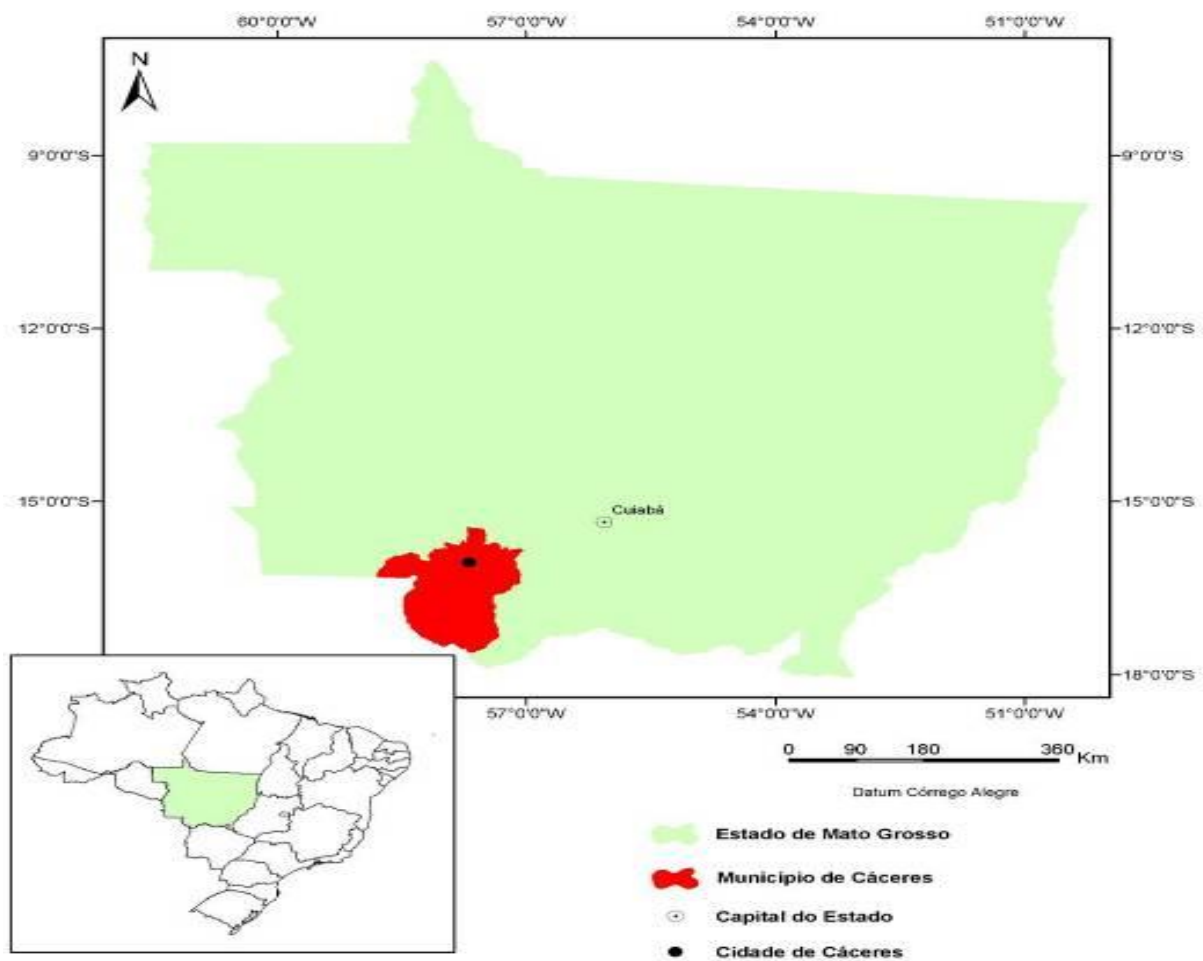 60°0'0"W 57°0'0"W 54°0'0"W 51°0'0"W
N
9°0'0"S 9°0'0"S
12°0'0"S 12°0'0"S
15°0'0"S 15°0'0"S
Cuiabá
18°0'0"S
57°0'0"W 54°0'0"W 51°0'0"W
0 90 180 360 Km
Datum Córrego Alegre
Estado de Mato Grosso
Município de Cáceres
Capital do Estado
Cidade de Cáceres